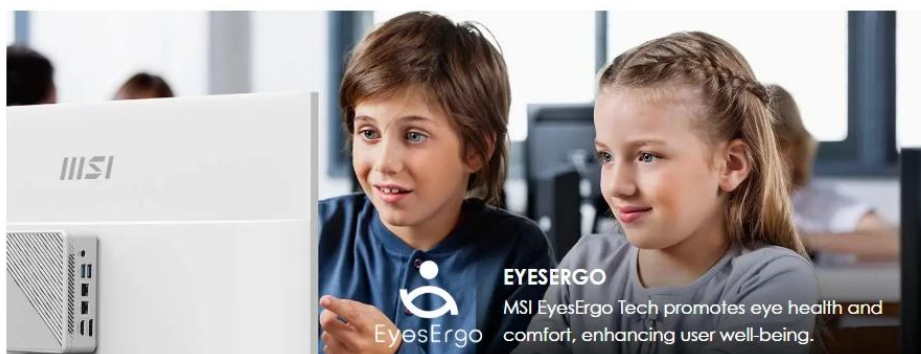 msi
EyesErgo
EYESERGO
MSI EyesErgo Tech promotes eye health and
comfort, enhancing user well-being.